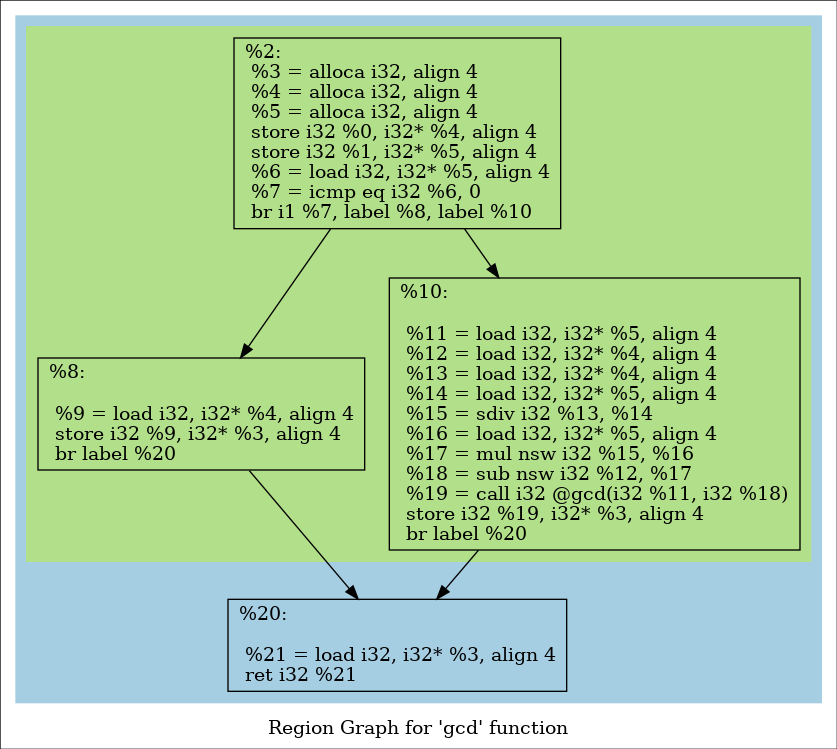 %2:
%3 = alloca i32, align 4
%4 = alloca i32, align 4
%5 = alloca i32, align 4
store i32 %0, i32* %4, align 4
store i32 %1, i32* %5, align 4
%6 = load i32, i32* %5, align 4
%7 = icmp eq i32 %6, 0
br i1 %7, label %8, label %10
%8:
%9 = load i32, i32* %4, align 4
store i32 %9, i32* %3, align 4
br label %20
%10:
%11 = load i32, i32* %5, align 4
%12 = load i32, i32* %4, align 4
%13 = load i32, i32* %4, align 4
%14 = load i32, i32* %5, align 4
%15 = sdiv i32 %13, %14
%16 = load i32, i32* %5, align 4
%17 = mul nsw i32 %15, %16
%18 = sub nsw i32 %12, %17
%19 = call i32 @gcd(i32 %11, i32 %18)
store i32 %19, i32* %3, align 4
br label %20
%20:
%21 = load i32, i32* %3, align 4
ret i32 %21
Region Graph for 'gcd' function